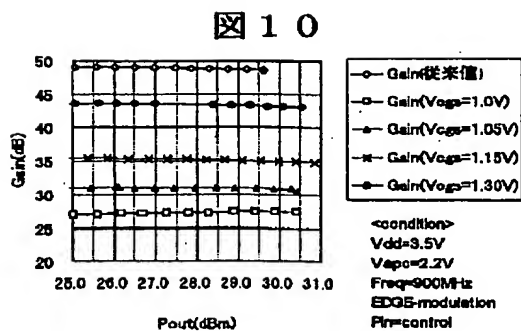 図10
50
45
40
35
30
25
20
Gain(dB)
25.0 26.0 27.0 28.0 29.0 30.0 31.0
Pout(dBm)
Gain(従来値)
Gain(Vcgs=1.0V)
Gain(Vcgs=1.05V)
Gain(Vcgs=1.15V)
Gain(Vcgs=1.30V)
<condition>
Vdd=3.5V
Vapc=2.2V
Freq=900MHz
EDGE-modulation
Pin=control